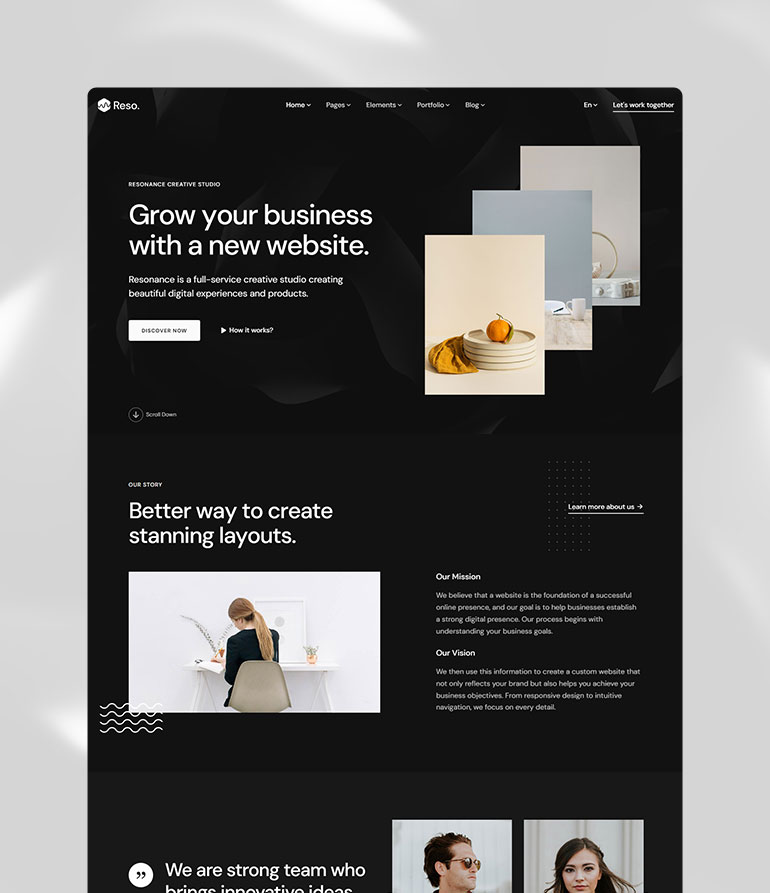 Reso.
Home
Pages
Elements
Portfolio
Blog
En
Let's work together
RESONANCE CREATIVE STUDIO
Grow your business
with a new website.
Resonance is a full-service creative studio creating
beautiful digital experiences and products.
DISCOVER NOW
How it works?
Scroll Down
OUR STORY
Better way to create
stanning layouts.
Learn more about us →
Our Mission
We believe that a website is the foundation of a successful
online presence, and our goal is to help businesses establish
a strong digital presence. Our process begins with
understanding your business goals.
Our Vision
We then use this information to create a custom website that
not only reflects your brand but also helps you achieve your
business objectives. From responsive design to intuitive
navigation, we focus on every detail.
We are strong team who
brings innovative ideas